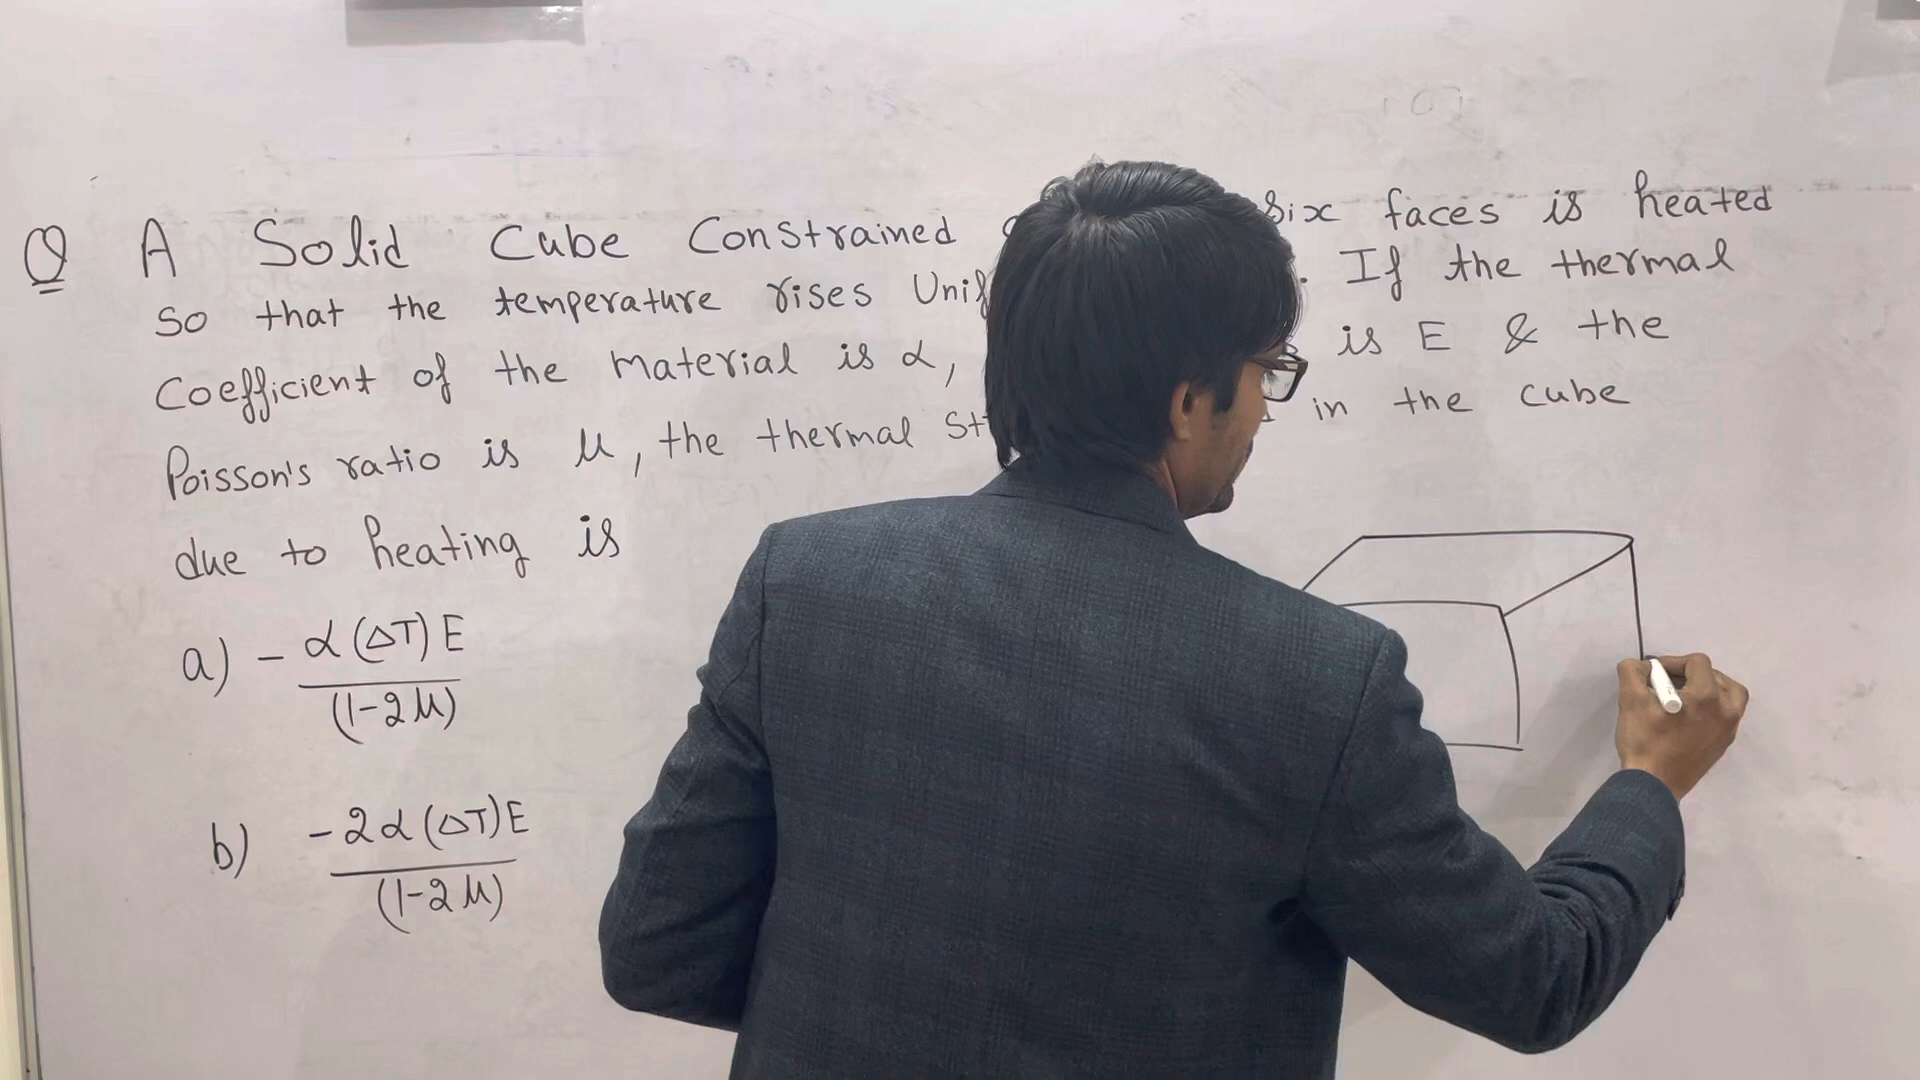 Q A Solid Cube Constrained six faces is heated
so that the temperature rises . If the thermal
Coefficient of the material is α, is E & the
Poisson's ratio is μ, the thermal in the cube
due to heating is
a) - α(ΔT)E
(1-2μ)
b) -2α(ΔT)E
(1-2μ)